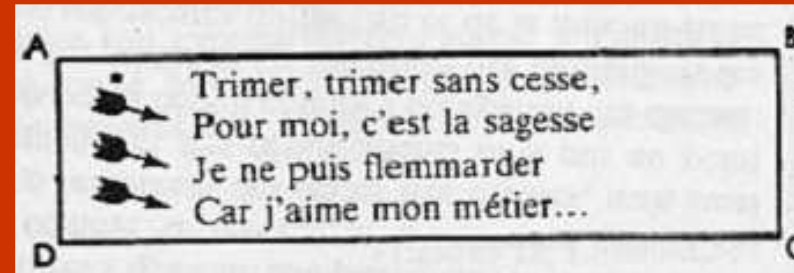 A B
Trimer, trimer sans cesse,
Pour moi, c'est la sagesse
Je ne puis flemmarder
Car j'aime mon métier...
D C